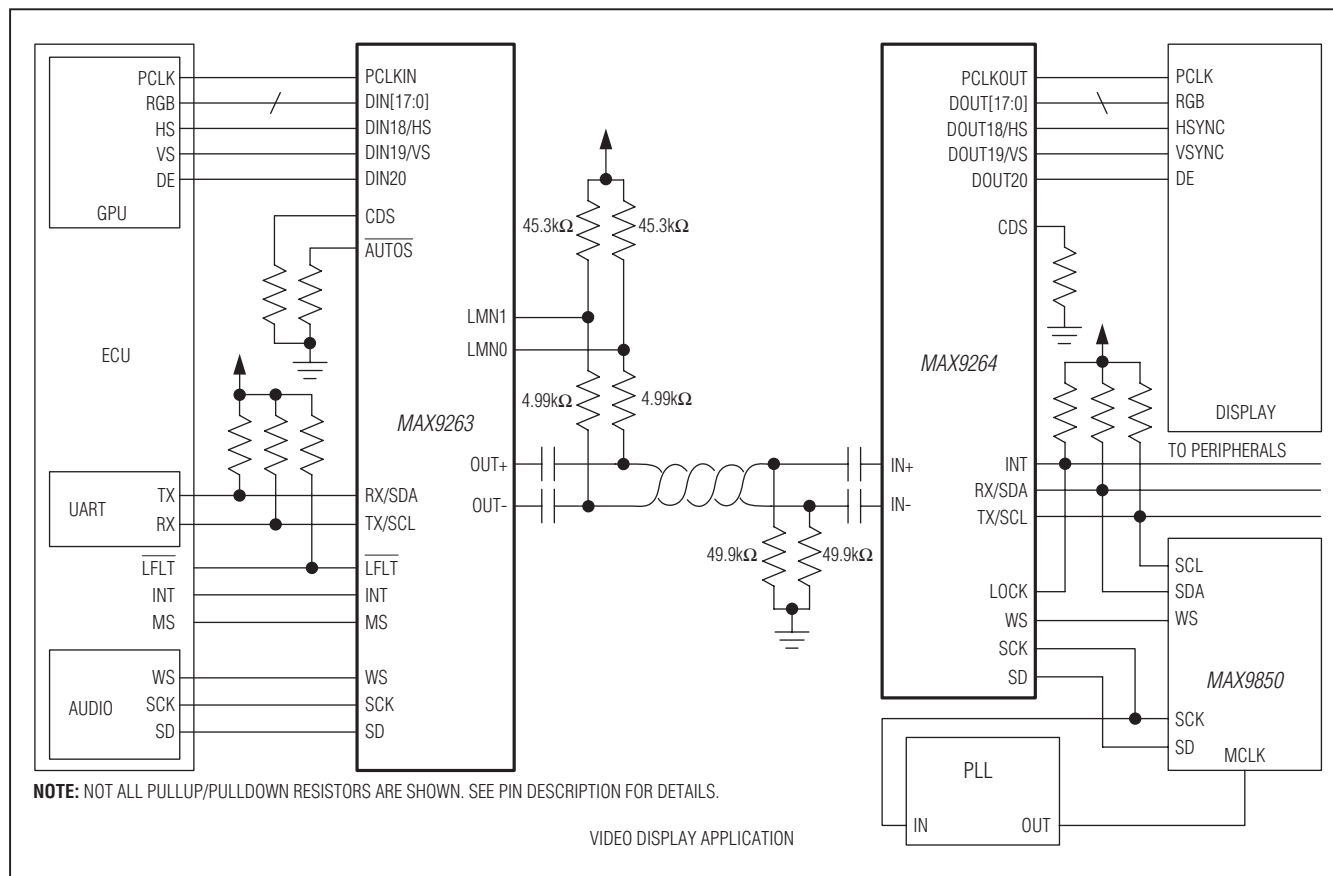 PCLK
RGB
HS
VS
DE
GPU
ECU
TX
UART
RX
LFLT
INT
MS
WS
AUDIO
SCK
SD
PCLKIN
DIN[17:0]
DIN18/HS
DIN19/VS
DIN20
CDS
AUTOS
LMN1
LMN0
MAX9263
OUT+
OUT-
RX/SDA
TX/SCL
LFLT
INT
MS
WS
SCK
SD
45.3kΩ
45.3kΩ
4.99kΩ
4.99kΩ
49.9kΩ
49.9kΩ
PCLKOUT
DOUT[17:0]
DOUT18/HS
DOUT19/VS
DOUT20
CDS
MAX9264
IN+
IN-
INT
RX/SDA
TX/SCL
LOCK
WS
SCK
SD
PCLK
RGB
HSYNC
VSYNC
DE
DISPLAY
TO PERIPHERALS
SCL
SDA
WS
MAX9850
SCK
SD
MCLK
PLL
IN
OUT
NOTE: NOT ALL PULLUP/PULLDOWN RESISTORS ARE SHOWN. SEE PIN DESCRIPTION FOR DETAILS.
VIDEO DISPLAY APPLICATION